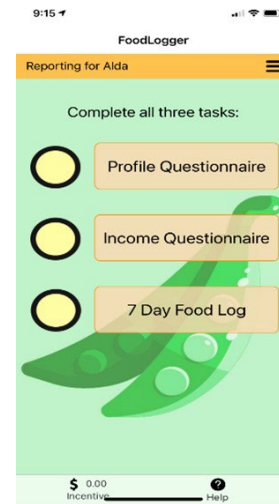 9:15
FoodLogger
Reporting for Alda
Complete all three tasks:
Profile Questionnaire
Income Questionnaire
7 Day Food Log
$ 0.00
Incentive
?
Help